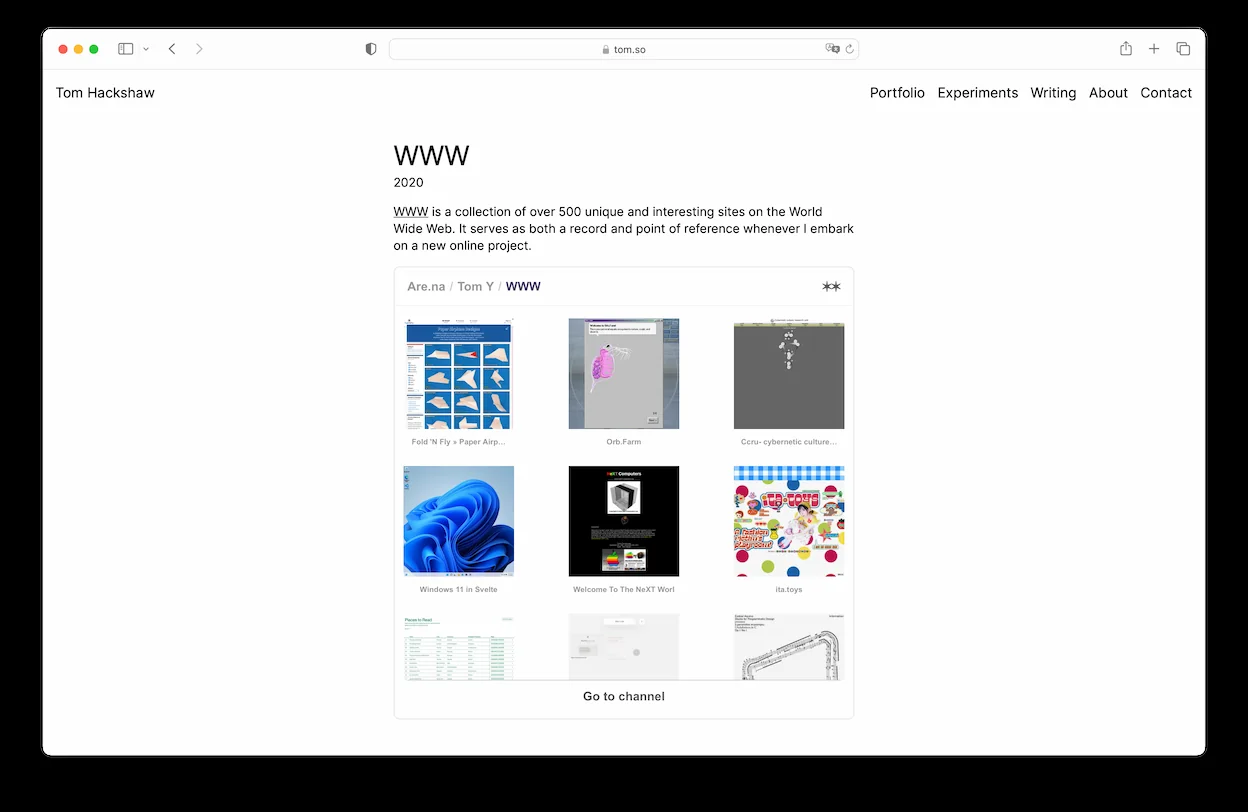 tom.so
Tom Hackshaw
Portfolio Experiments Writing About Contact
WWW
2020
WWW is a collection of over 500 unique and interesting sites on the World
Wide Web. It serves as both a record and point of reference whenever I embark
on a new online project.
Are.na / Tom Y / WWW
Fold 'N Fly » Paper Airp…
Orb.Farm
Ccru- cybernetic culture…
NeXT Computers
ITA-TOYS
Windows 11 in Svelte
Welcome To The NeXT Worl
ita.toys
Places to Read
Go to channel